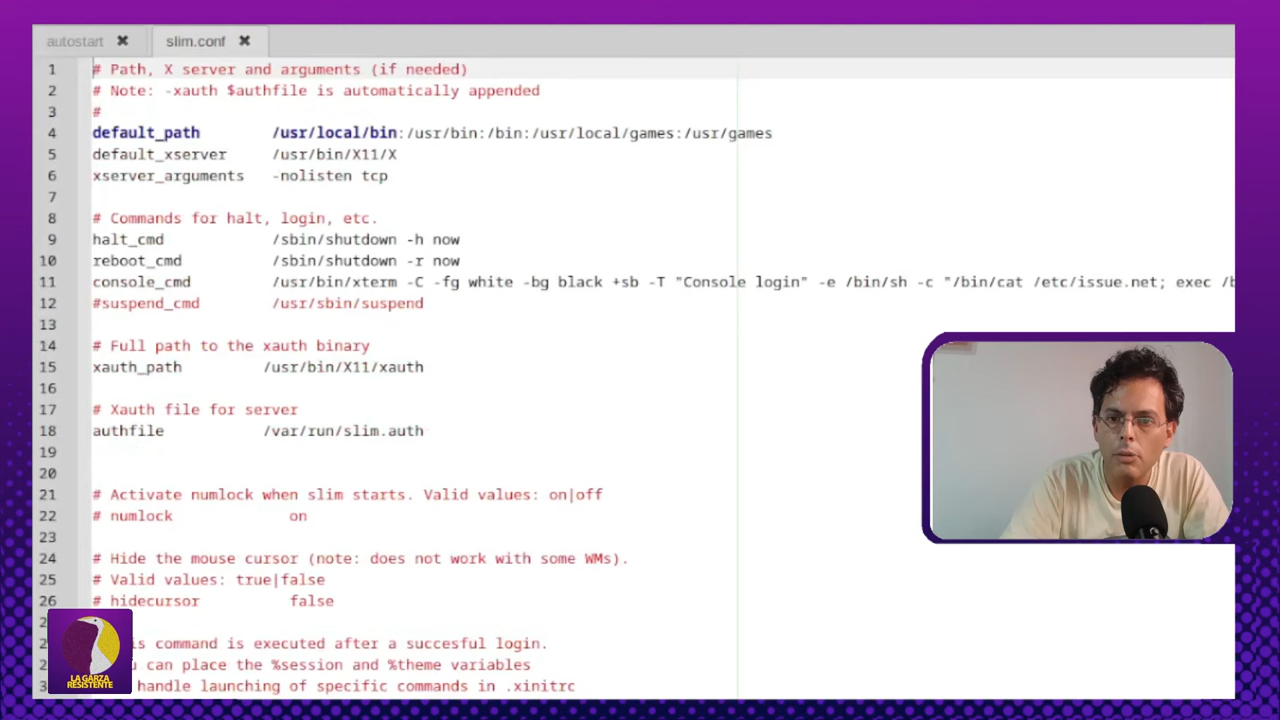 autostart ✖ slim.conf ✖
1 # Path, X server and arguments (if needed)
2 # Note: -xauth $authfile is automatically appended
3 #
4 default_path /usr/local/bin:/usr/bin:/bin:/usr/local/games:/usr/games
5 default_xserver /usr/bin/X11/X
6 xserver_arguments -nolisten tcp
7
8 # Commands for halt, login, etc.
9 halt_cmd /sbin/shutdown -h now
10 reboot_cmd /sbin/shutdown -r now
11 console_cmd /usr/bin/xterm -C -fg white -bg black +sb -T "Console login" -e /bin/sh -c "/bin/cat /etc/issue.net; exec
12 #suspend_cmd /usr/sbin/suspend
13
14 # Full path to the xauth binary
15 xauth_path /usr/bin/X11/xauth
16
17 # Xauth file for server
18 authfile /var/run/slim.auth
19
20
21 # Activate numlock when slim starts. Valid values: on|off
22 # numlock on
23
24 # Hide the mouse cursor (note: does not work with some WMs).
25 # Valid values: true|false
26 # hidecursor false
command is executed after a succesful login.
can place the %session and %theme variables
handle launching of specific commands in .xinitrc
LA GARZA
RESISTENTE